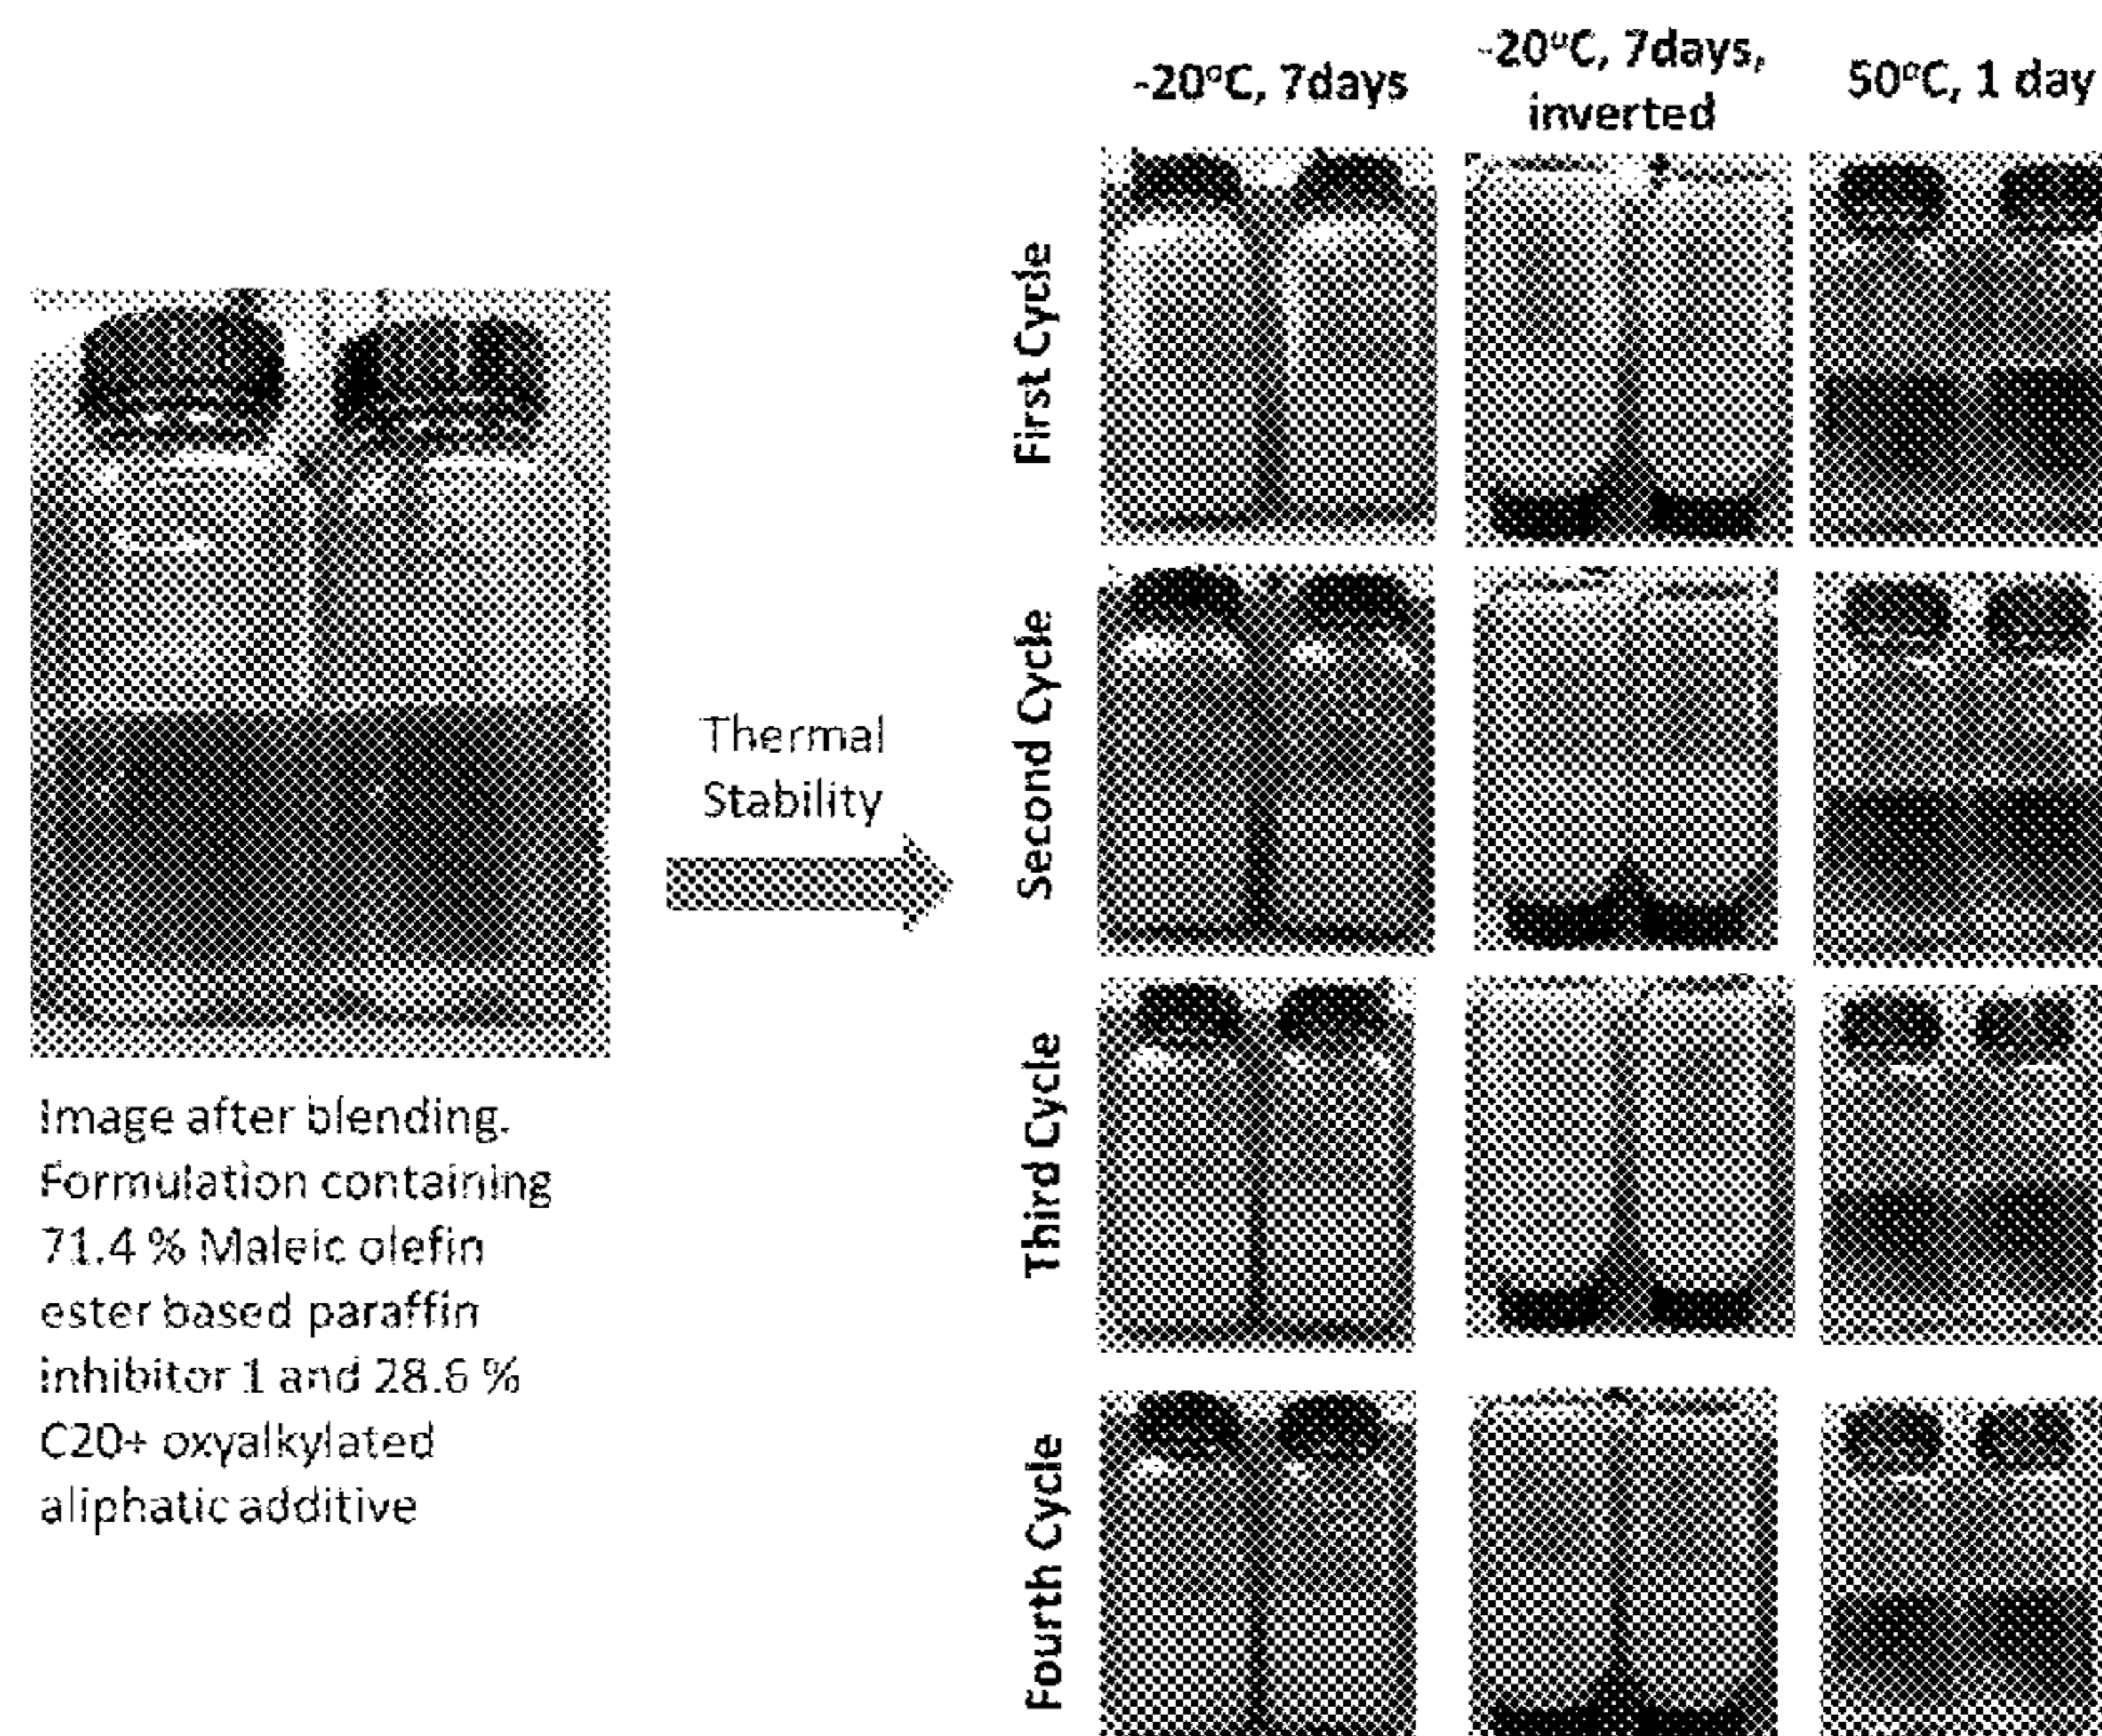 -20°C, 7days
-20°C, 7days,
inverted
50°C, 1 day
First Cycle
Second Cycle
Third Cycle
Fourth Cycle
Thermal
Stability
Image after blending.
Formulation containing
71.4 % Maleic olefin
ester based paraffin
inhibitor 1 and 28.6 %
C20+ oxyalkylated
aliphatic additive